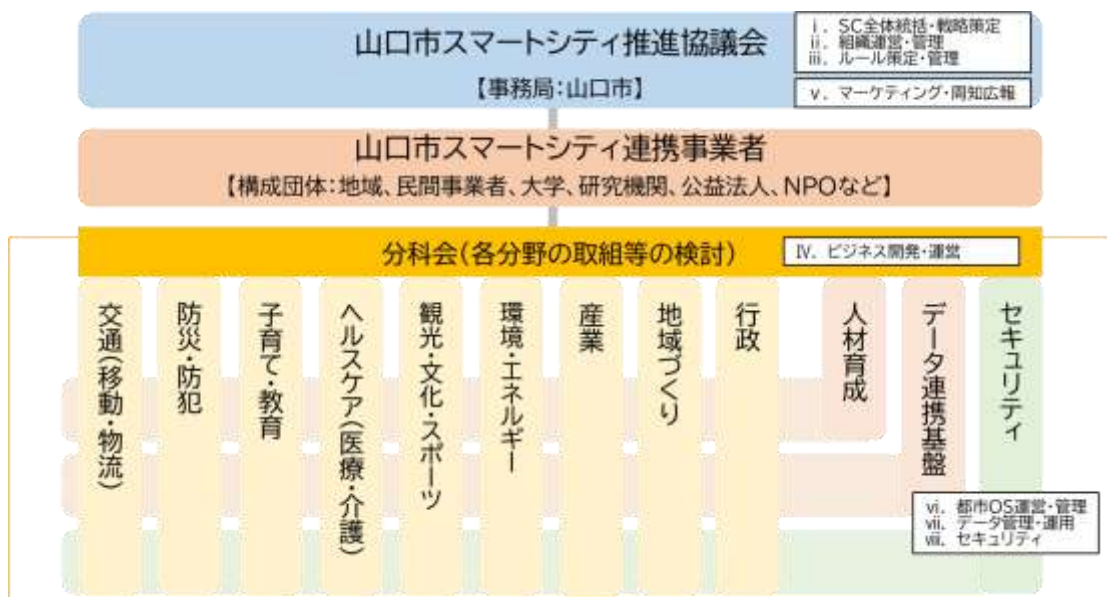 山口市スマートシティ推進協議会
【事務局:山口市】
ⅰ. SC全体統括・戦略策定
ⅱ. 組織運営・管理
ⅲ. ルール策定・管理
ⅴ. マーケティング・周知広報
山口市スマートシティ連携事業者
【構成団体:地域、民間事業者、大学、研究機関、公益法人、NPOなど】
分科会(各分野の取組等の検討)
Ⅳ. ビジネス開発・運営
交通(移動・物流)
防災・防犯
子育て・教育
ヘルスケア(医療・介護)
観光・文化・スポーツ
環境・エネルギー
産業
地域づくり
行政
人材育成
データ連携基盤
セキュリティ
ⅵ. 都市OS運営・管理
ⅶ. データ管理・運用
ⅷ. セキュリティ